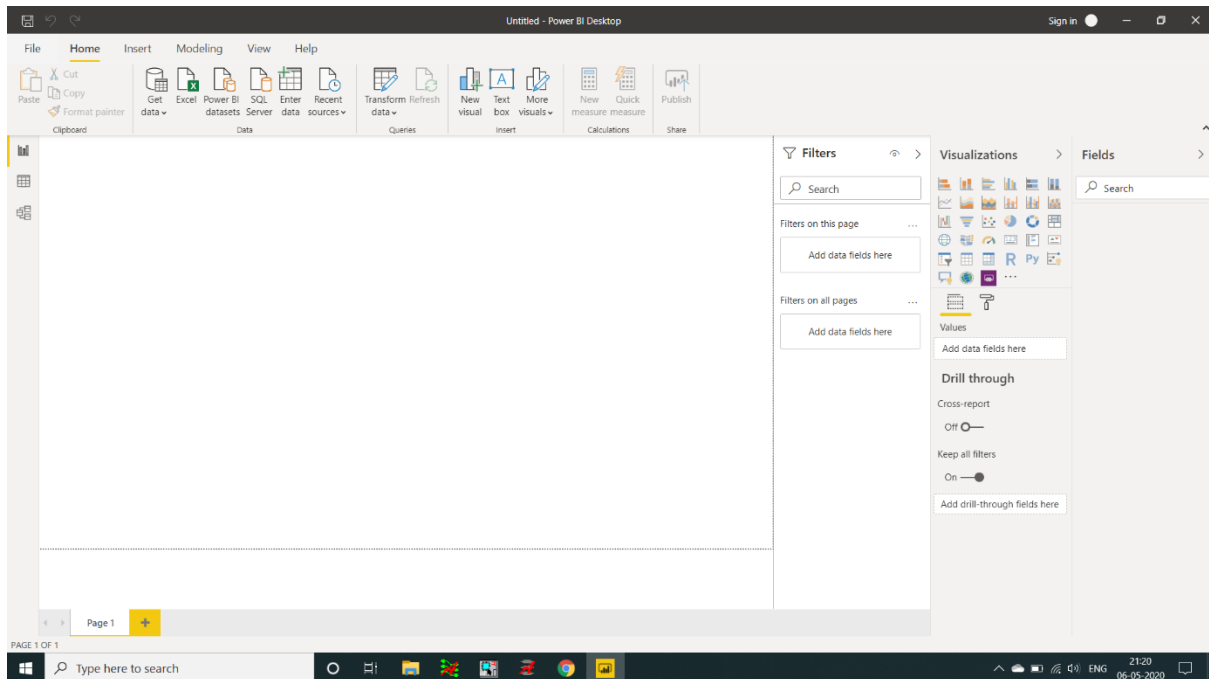 Untitled - Power BI Desktop
Sign in
File Home Insert Modeling View Help
Paste
Cut
Copy
Format painter
Clipboard
Get data
Excel
Power BI datasets
SQL Server
Enter data
Recent sources
Data
Transform data
Refresh
Queries
New visual
Text box
More visuals
Insert
New measure
Quick measure
Calculations
Publish
Share
Filters
Search
Filters on this page ...
Add data fields here
Filters on all pages ...
Add data fields here
Visualizations
R Py
...
Values
Add data fields here
Drill through
Cross-report
Off
Keep all filters
On
Add drill-through fields here
Fields
Search
Page 1 +
PAGE 1 OF 1
Type here to search
ENG
21:20
06-05-2020